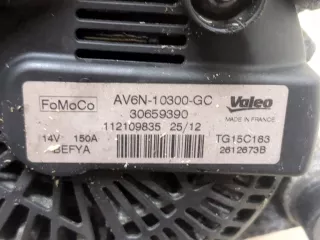 FoMoCo AV6N-10300-GC Valeo
30659390 MADE IN FRANCE
112109835 25/12
14V 150A TG15C183
BEFYA 2612673B